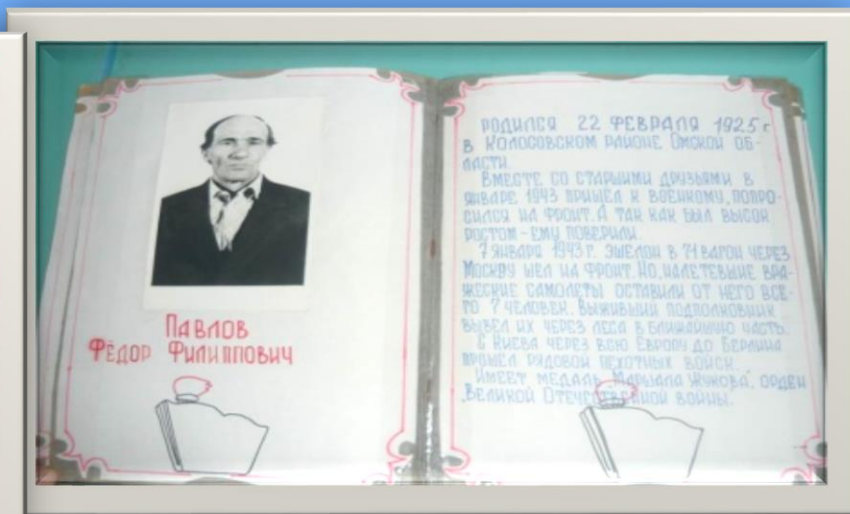 ПАВЛОВ
ФЁДОР ФИЛИППОВИЧ
РОДИЛСЯ 22 ФЕВРАЛЯ 1925 г
В КОЛОСОВСКОМ РАЙОНЕ ОМСКОЙ ОБ-
ЛАСТИ.
ВМЕСТЕ СО СТАРШИМИ ДРУЗЬЯМИ В
ЯНВАРЕ 1943 ПРИШЁЛ К ВОЕНКОМУ, ПОПРО-
СИЛСЯ НА ФРОНТ. А ТАК КАК БЫЛ ВЫСОК
РОСТОМ - ЕМУ ПОВЕРИЛИ.
7 ЯНВАРЯ 1943 Г. ЭШЕЛОН В 71 ВАГОН ЧЕРЕЗ
МОСКВУ ШЕЛ НА ФРОНТ. НО, НАЛЕТЕВШИЕ ВРА-
ЖЕСКИЕ САМОЛЕТЫ ОСТАВИЛИ ОТ НЕГО ВСЕ-
ГО 7 ЧЕЛОВЕК. ВЫЖИВШИЙ ПОДПОЛКОВНИК
ВЫВЕЛ ИХ ЧЕРЕЗ ЛЕСА В БЛИЖАЙШУЮ ЧАСТЬ.
С КИЕВА ЧЕРЕЗ ВСЮ ЕВРОПУ ДО БЕРЛИНА
ПРОШЕЛ РЯДОВОЙ ПЕХОТНЫХ ВОЙСК.
ИМЕЕТ МЕДАЛЬ „МАРШАЛА ЖУКОВА", ОРДЕН
„ВЕЛИКОЙ ОТЕЧЕСТВЕННОЙ ВОЙНЫ.